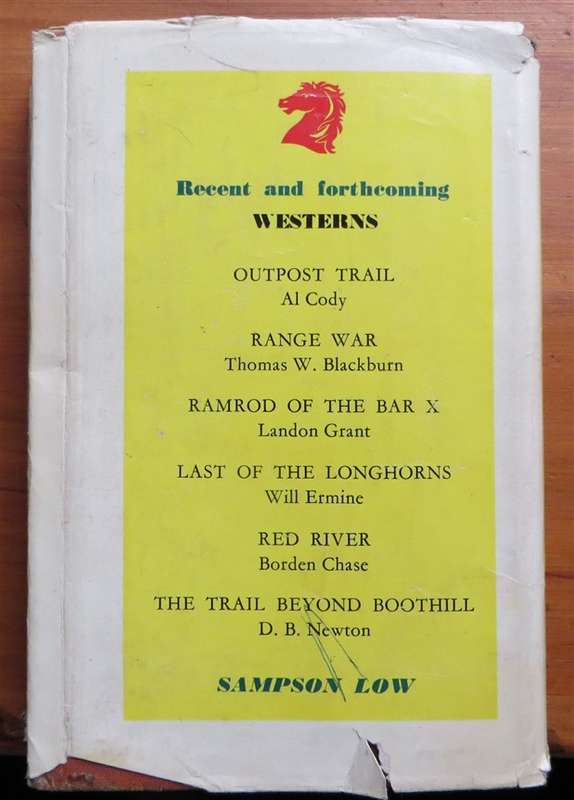 Recent and forthcoming
WESTERNS
OUTPOST TRAIL
Al Cody
RANGE WAR
Thomas W. Blackburn
RAMROD OF THE BAR X
Landon Grant
LAST OF THE LONGHORNS
Will Ermine
RED RIVER
Borden Chase
THE TRAIL BEYOND BOOTHILL
D. B. Newton
SAMPSON LOW